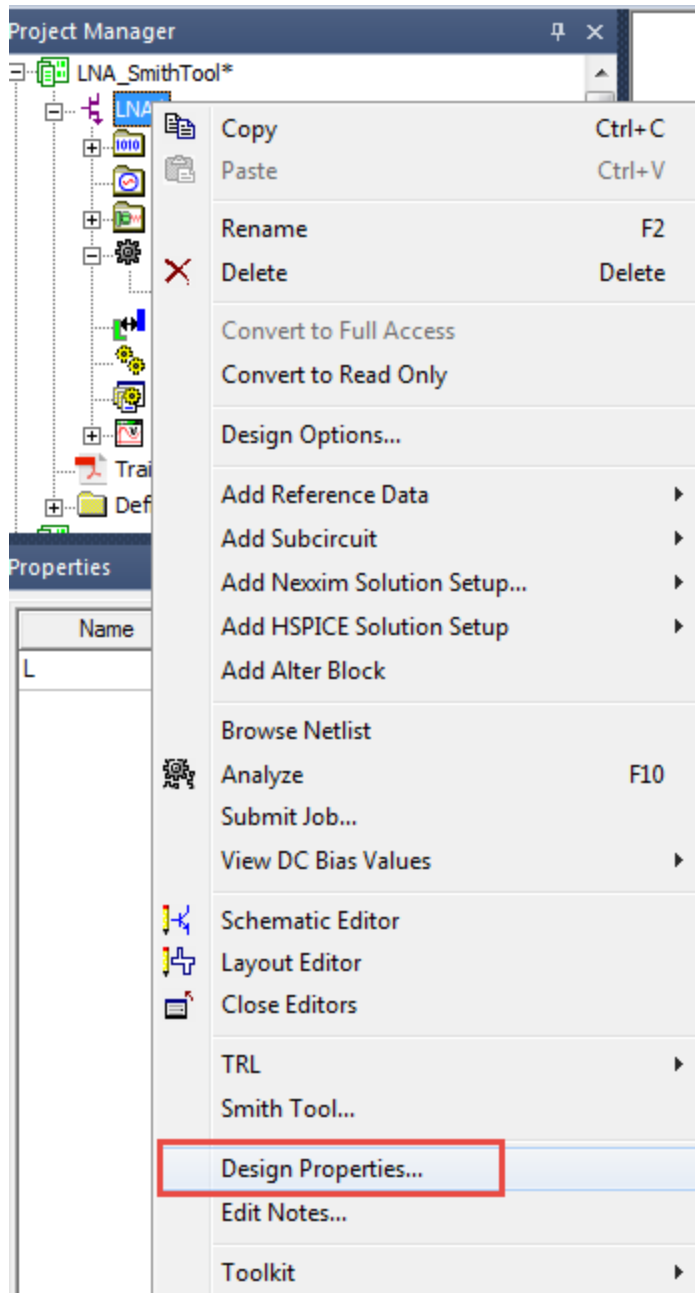 Project Manager
LNA_SmithTool*
LNA
1010
Copy Ctrl+C
Paste Ctrl+V
Rename F2
Delete Delete
Convert to Full Access
Convert to Read Only
Design Options...
Trai
Def
Add Reference Data
Add Subcircuit
Properties
Add Nexxim Solution Setup...
Name
Add HSPICE Solution Setup
L
Add Alter Block
Browse Netlist
Analyze F10
Submit Job...
View DC Bias Values
Schematic Editor
Layout Editor
Close Editors
TRL
Smith Tool...
Design Properties...
Edit Notes...
Toolkit